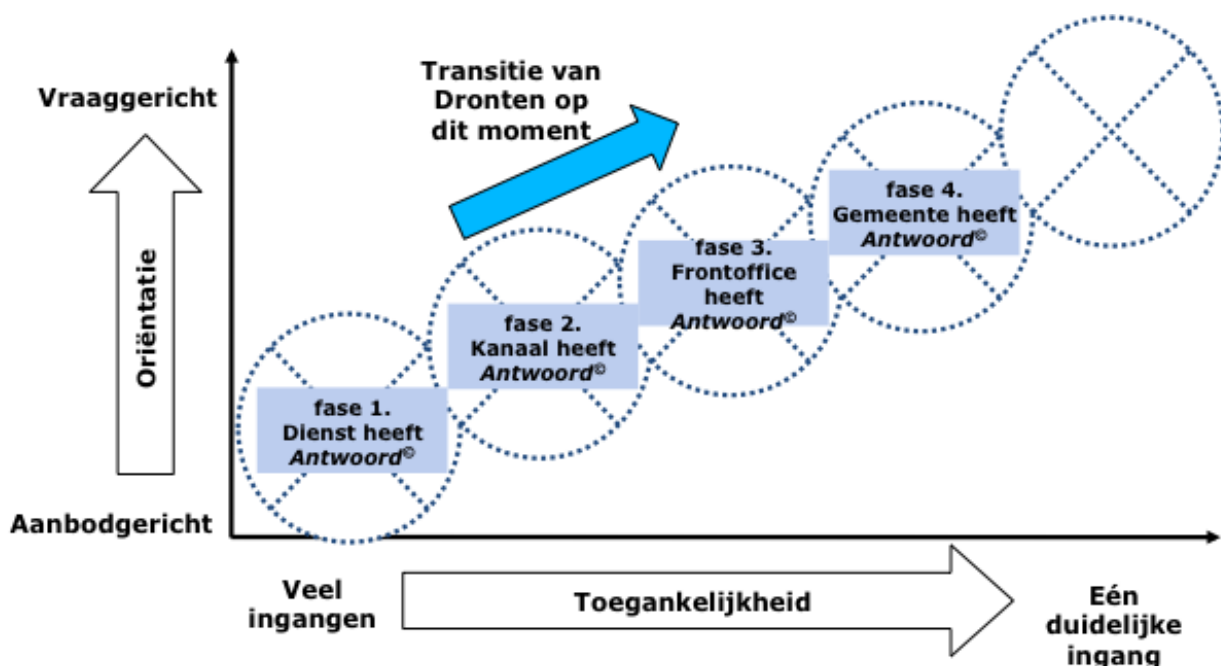 Vraaggericht
Transitie van
Dronten op
dit moment
Oriëntatie
fase 4.
Gemeente heeft
Antwoord©
fase 3.
Frontoffice
heeft
Antwoord©
fase 2.
Kanaal heeft
Antwoord©
fase 1.
Dienst heeft
Antwoord©
Aanbodgericht
Veel
ingangen
Toegankelijkheid
Eén
duidelijke
ingang